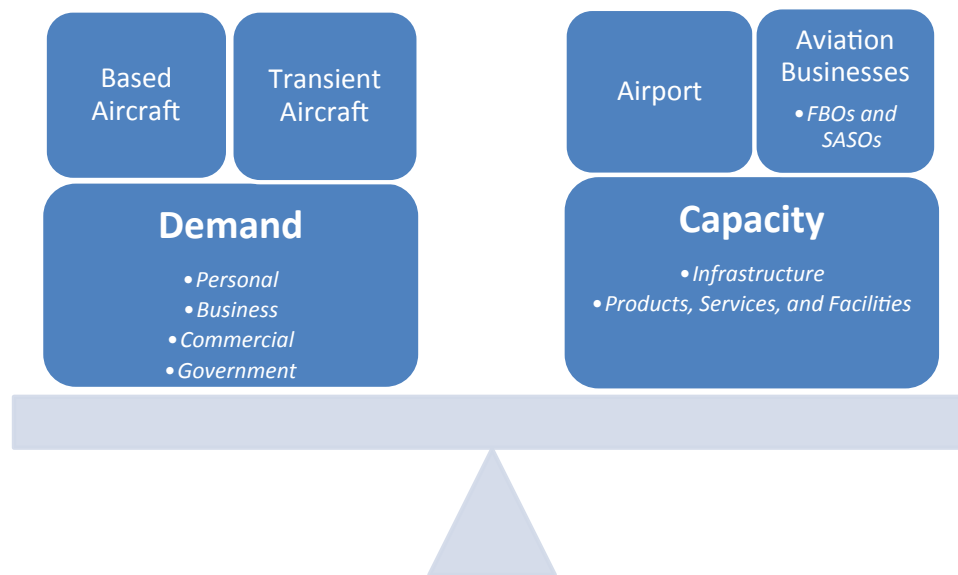 Based
Aircraft
Transient
Aircraft
Airport
Aviation
Businesses
•FBOs and
SASOs
Demand
•Personal
•Business
•Commercial
•Government
Capacity
•Infrastructure
•Products, Services, and Facilities